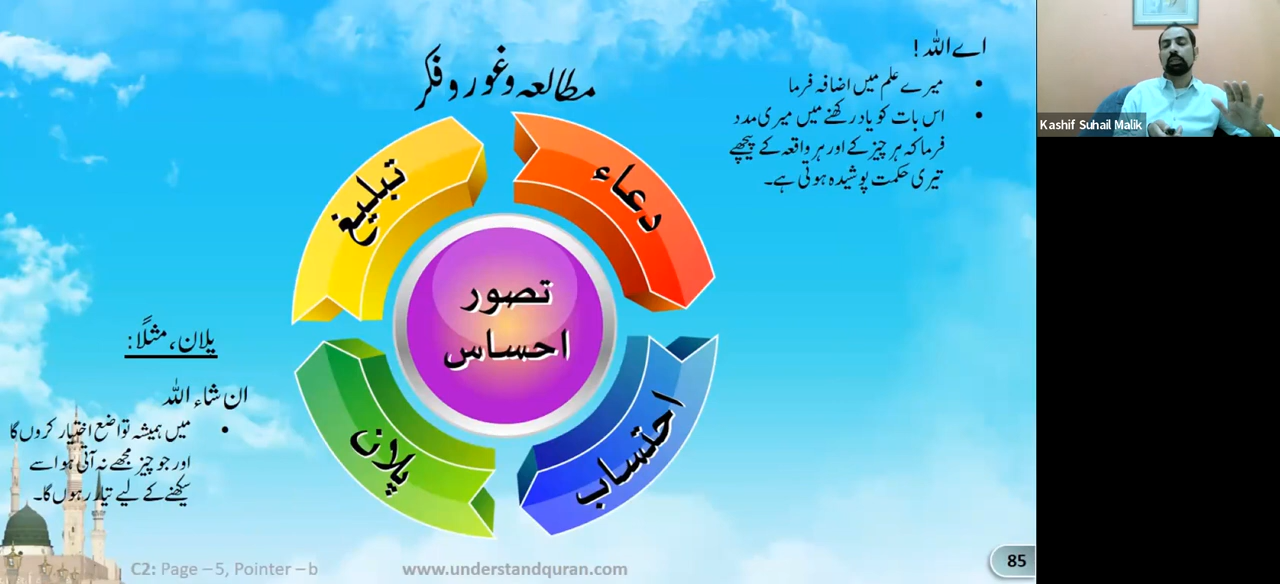 مطالعہ وغور و فکر
اے اللہ !
• میرے علم میں اضافہ فرما
• اس بات کو یاد رکھنے میں میری مدد
فرما کہ ہر چیز کے اور ہر واقعہ کے پیچھے
تیری حکمت پوشیدہ ہوتی ہے۔
Kashif Suhail Malik
دعاء
تبلیغ
تصور
احساس
احتساب
پلان
پلان، مثلًا:
ان شاء اللہ
• میں ہمیشہ تواضع اختیار کروں گا
اور جو چیز مجھے نہ آتی ہو اسے
سیکھنے کے لیے تیار رہوں گا۔
C2: Page – 5, Pointer – b
www.understandquran.com
85